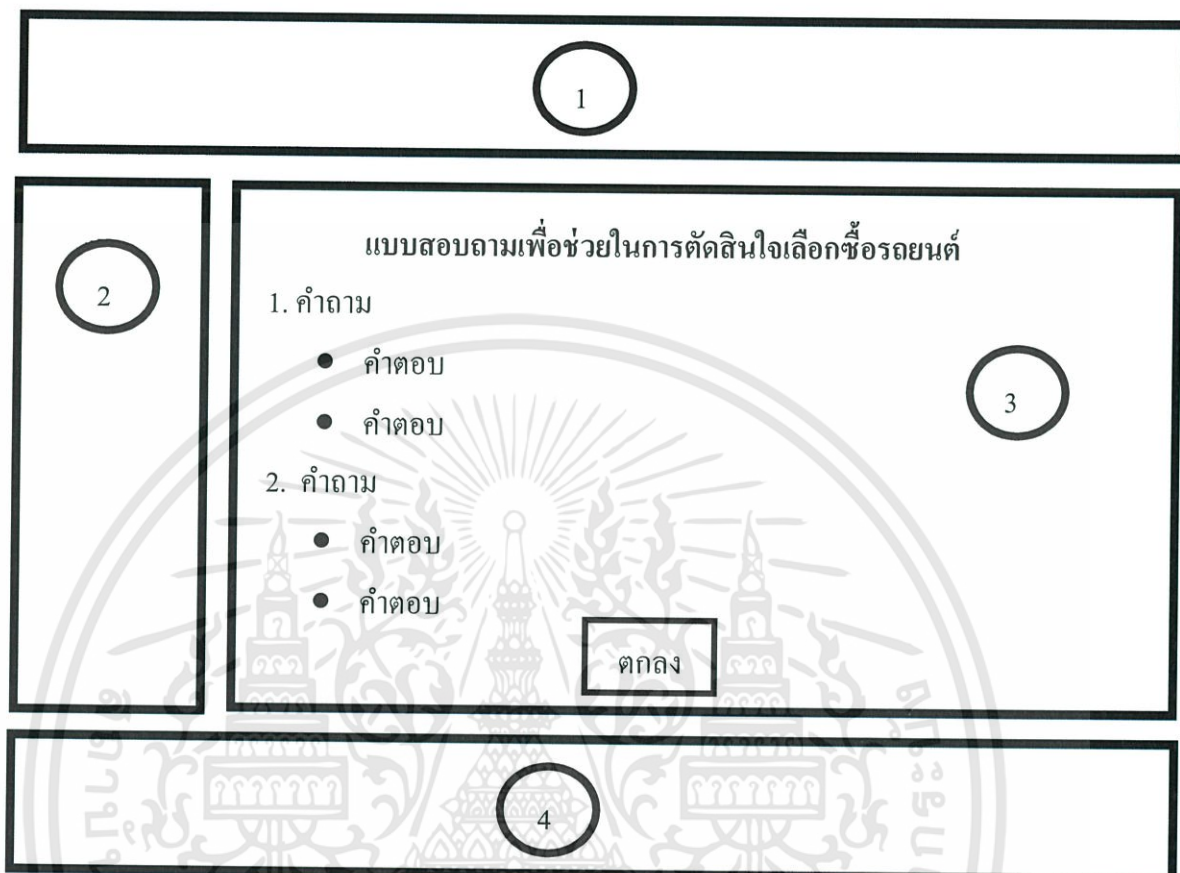 1
2
แบบสอบถามเพื่อช่วยในการตัดสินใจเลือกซื้อรถยนต์
1. คำถาม
● คำตอบ
● คำตอบ
3
2. คำถาม
● คำตอบ
● คำตอบ
ตกลง
4